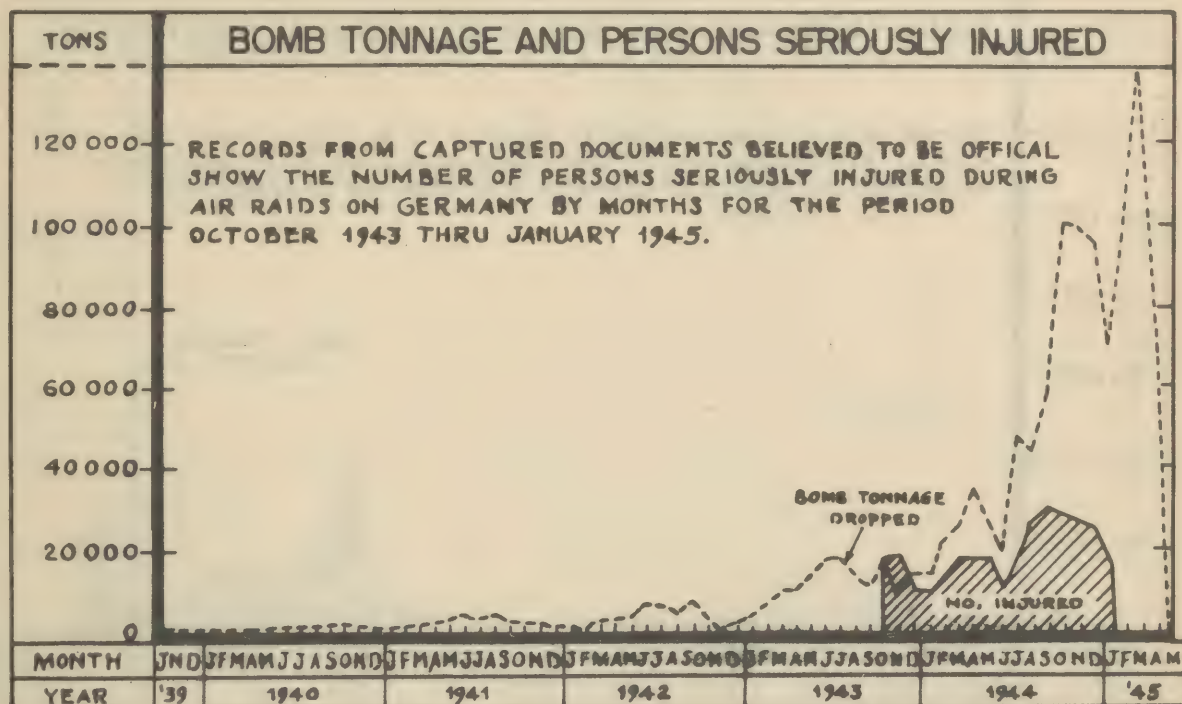 TONS
BOMB TONNAGE AND PERSONS SERIOUSLY INJURED
RECORDS FROM CAPTURED DOCUMENTS BELIEVED TO BE OFFICAL
SHOW THE NUMBER OF PERSONS SERIOUSLY INJURED DURING
AIR RAIDS ON GERMANY BY MONTHS FOR THE PERIOD
OCTOBER 1943 THRU JANUARY 1945.
120 000
100 000
80 000
60 000
40 000
20 000
0
BOMB TONNAGE
DROPPED
NO. INJURED
MONTH JND JFMAMJJASOND JFMAMJJASOND JFMAMJJASOND JFMAMJJASOND JFMAMJJASOND JFMAM
YEAR '39 1940 1941 1942 1943 1944 '45